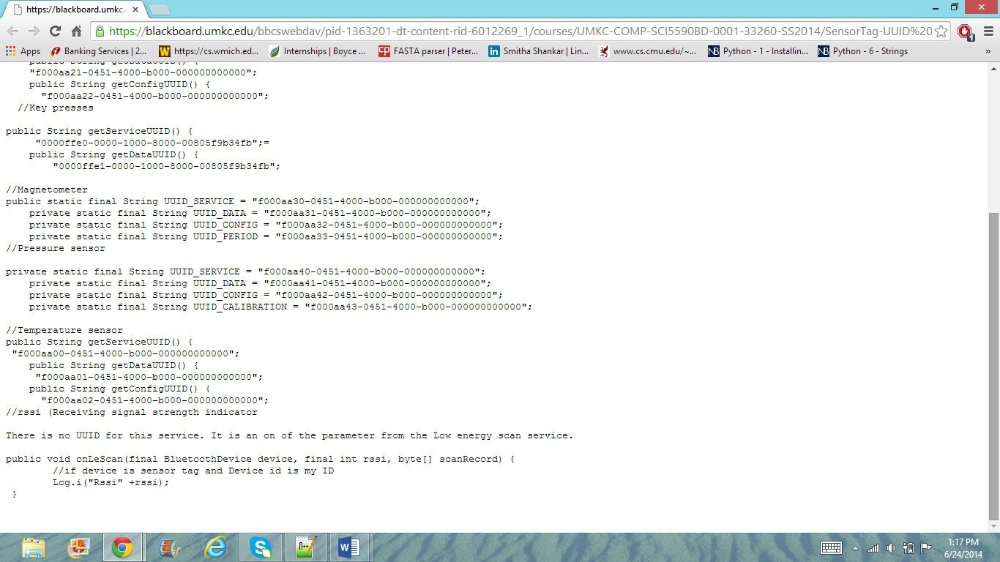 https://blackboard.umkc.
https://blackboard.umkc.edu/bbcswebdav/pid-1363201-dt-content-rid-6012269_1/courses/UMKC-COMP-SCI5590BD-0001-33260-SS2014/SensorTag-UUID%20
1
Apps Banking Services | 2... https://cs.wmich.ed... Internships | Boyce ... FASTA parser | Peter... Smitha Shankar | Lin... www.cs.cmu.edu/~... Python - 1 - Installin... Python - 6 - Strings »
public String getDataUUID() {
"f000aa21-0451-4000-b000-000000000000";
public String getConfigUUID() {
"f000aa22-0451-4000-b000-000000000000";
//Key presses
public String getServiceUUID() {
"0000ffe0-0000-1000-8000-00805f9b34fb";=
public String getDataUUID() {
"0000ffe1-0000-1000-8000-00805f9b34fb";
//Magnetometer
public static final String UUID_SERVICE = "f000aa30-0451-4000-b000-000000000000";
private static final String UUID_DATA = "f000aa31-0451-4000-b000-000000000000";
private static final String UUID_CONFIG = "f000aa32-0451-4000-b000-000000000000";
private static final String UUID_PERIOD = "f000aa33-0451-4000-b000-000000000000";
//Pressure sensor
private static final String UUID_SERVICE = "f000aa40-0451-4000-b000-000000000000";
private static final String UUID_DATA = "f000aa41-0451-4000-b000-000000000000";
private static final String UUID_CONFIG = "f000aa42-0451-4000-b000-000000000000";
private static final String UUID_CALIBRATION = "f000aa43-0451-4000-b000-000000000000";
//Temperature sensor
public String getServiceUUID() {
"f000aa00-0451-4000-b000-000000000000";
public String getDataUUID() {
"f000aa01-0451-4000-b000-000000000000";
public String getConfigUUID() {
"f000aa02-0451-4000-b000-000000000000";
//rssi (Receiving signal strength indicator
There is no UUID for this service. It is an on of the parameter from the Low energy scan service.
public void onLeScan(final BluetoothDevice device, final int rssi, byte[] scanRecord) {
//if device is sensor tag and Device id is my ID
Log.i("Rssi" +rssi);
}
1:17 PM
6/24/2014